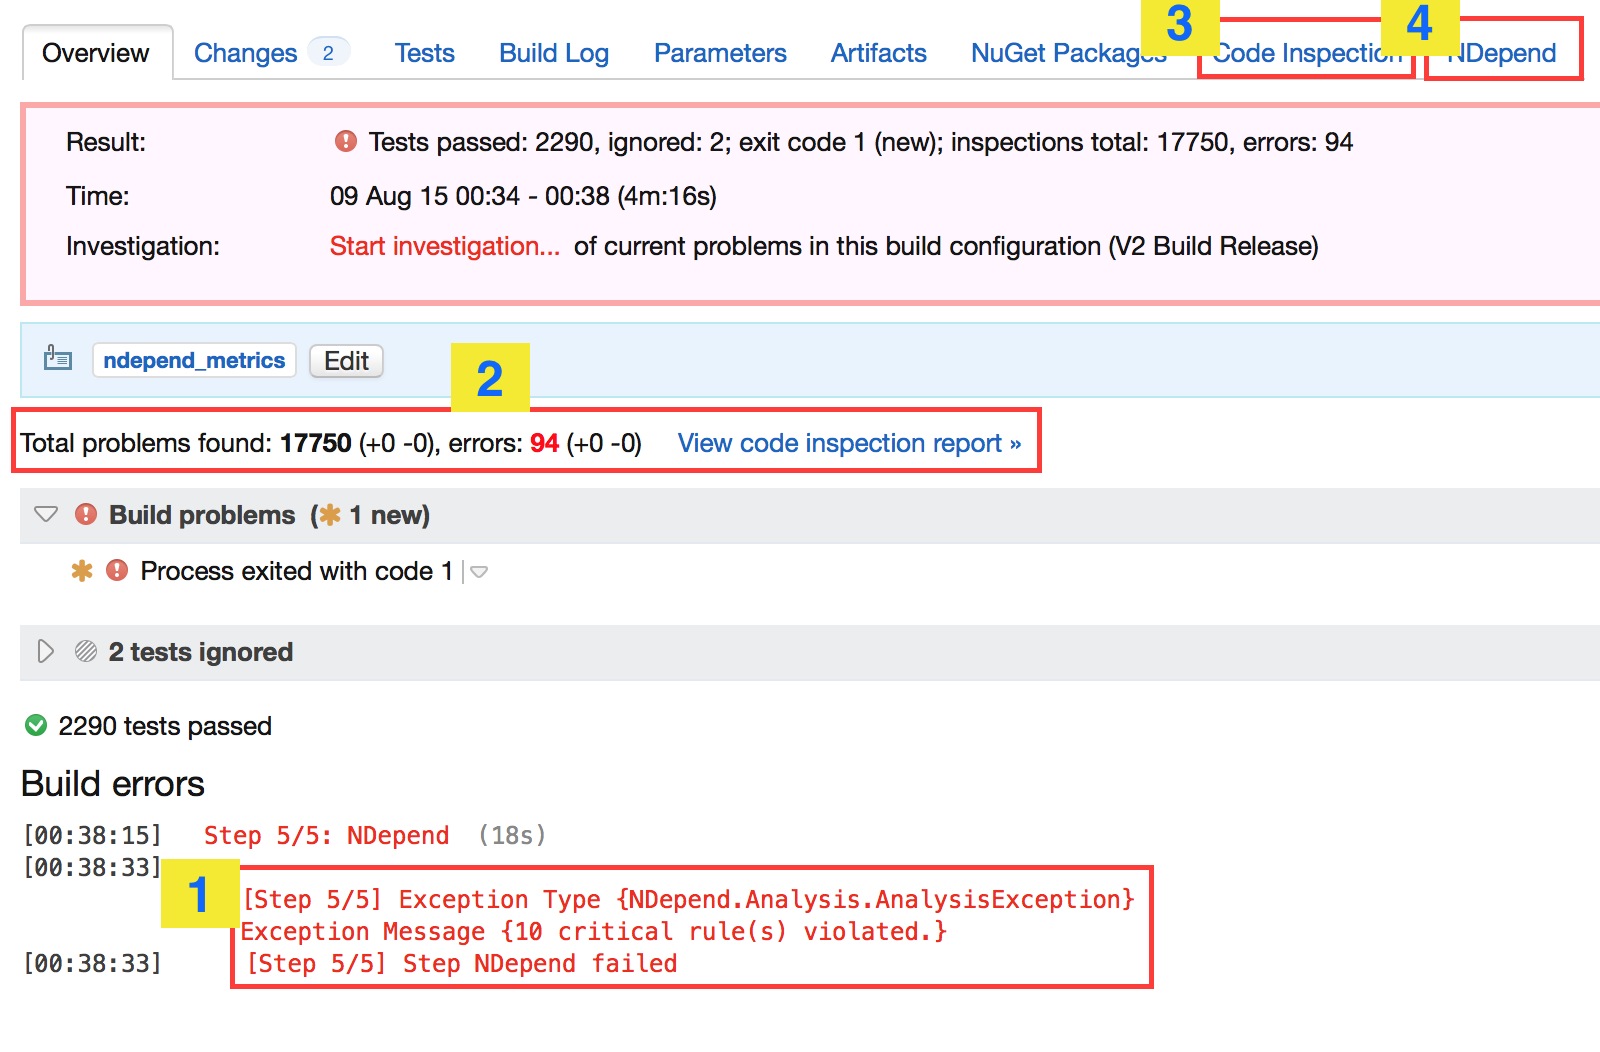 3 4
Overview Changes 2 Tests Build Log Parameters Artifacts NuGet Packages Code Inspection NDepend
Result: Tests passed: 2290, ignored: 2; exit code 1 (new); inspections total: 17750, errors: 94
Time: 09 Aug 15 00:34 - 00:38 (4m:16s)
Investigation: Start investigation... of current problems in this build configuration (V2 Build Release)
ndepend_metrics Edit
2
Total problems found: 17750 (+0 -0), errors: 94 (+0 -0) View code inspection report »
Build problems (✱ 1 new)
✱ Process exited with code 1
2 tests ignored
2290 tests passed
Build errors
[00:38:15] Step 5/5: NDepend (18s)
[00:38:33]
1
[Step 5/5] Exception Type {NDepend.Analysis.AnalysisException}
Exception Message {10 critical rule(s) violated.}
[00:38:33] [Step 5/5] Step NDepend failed